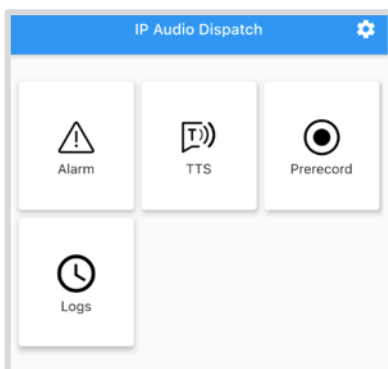 IP Audio Dispatch
Alarm
TTS
Prerecord
Logs